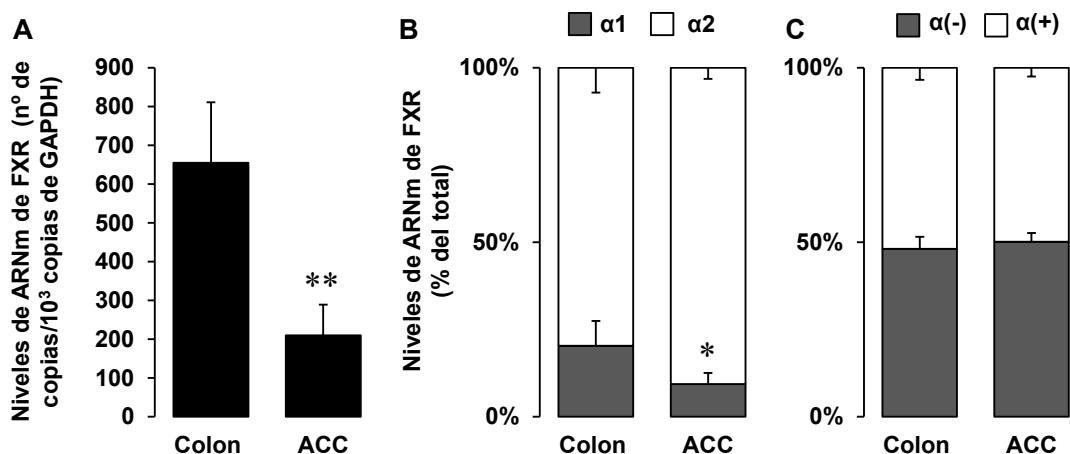 A
Niveles de ARNm de FXR (nº de
copias/10³ copias de GAPDH)
900
800
700
600
500
400
300
200
100
0
**
Colon ACC
B
α1 α2
Niveles de ARNm de FXR
(% del total)
100%
50%
0%
*
Colon ACC
C
α(-) α(+)
100%
50%
0%
Colon ACC